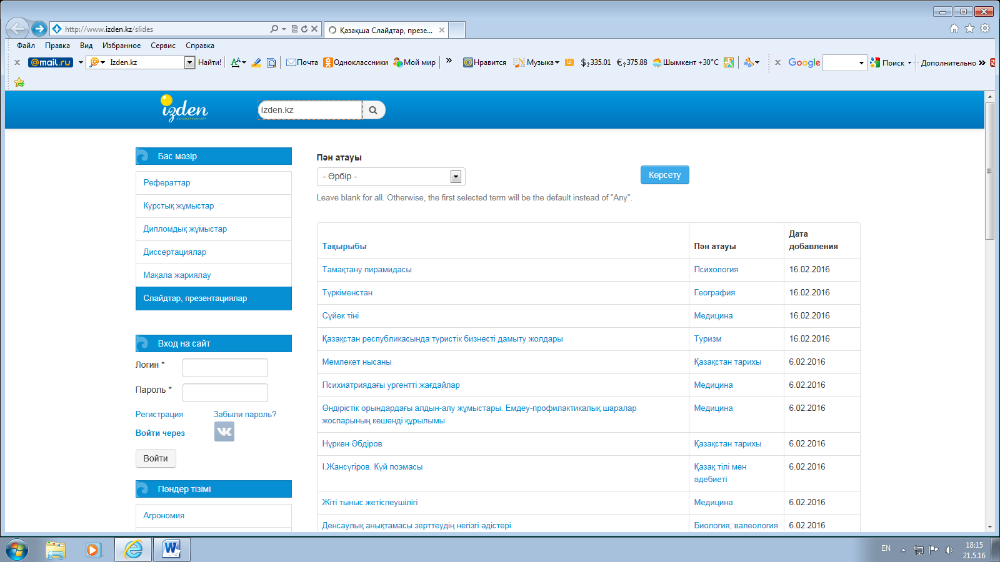 http://www.izden.kz/slides
Қазақша Слайдтар, презе...
Файл Правка Вид Избранное Сервис Справка
@mail.ru Izden.kz Найти! Почта Одноклассники Мой мир Нравится Музыка 335.01 375.88 Шымкент +30°C Google Поиск Дополнительно
izden
Izden.kz
Бас мәзір
Рефераттар
Курстық жұмыстар
Дипломдық жұмыстар
Диссертациялар
Мақала жариялау
Слайдтар, презентациялар
Вход на сайт
Логин *
Пароль *
Регистрация Забыли пароль?
Войти через
Войти
Пәндер тізімі
Агрономия
Пән атауы
- Әрбір -
Көрсету
Leave blank for all. Otherwise, the first selected term will be the default instead of "Any".
Тақырыбы Пән атауы Дата добавления
Тамақтану пирамидасы Психология 16.02.2016
Түркіменстан География 16.02.2016
Сүйек тіні Медицина 16.02.2016
Қазақстан республикасында туристік бизнесті дамыту жолдары Туризм 16.02.2016
Мемлекет нысаны Қазақстан тарихы 6.02.2016
Психиатриядағы ургентті жағдайлар Медицина 6.02.2016
Өндірістік орындардағы алдын-алу жұмыстары. Емдеу-профилактикалық шаралар Медицина 6.02.2016
жоспарының кешенді құрылымы
Нүркен Әбдіров Қазақстан тарихы 6.02.2016
І.Жансүгіров. Күй поэмасы Қазақ тілі мен 6.02.2016
әдебиеті
Жіті тыныс жетіспеушілігі Медицина 6.02.2016
Денсаулық анықтамасы зерттеудің негізгі әдістері Биология, валеология 6.02.2016
EN
18:15
21.5.16